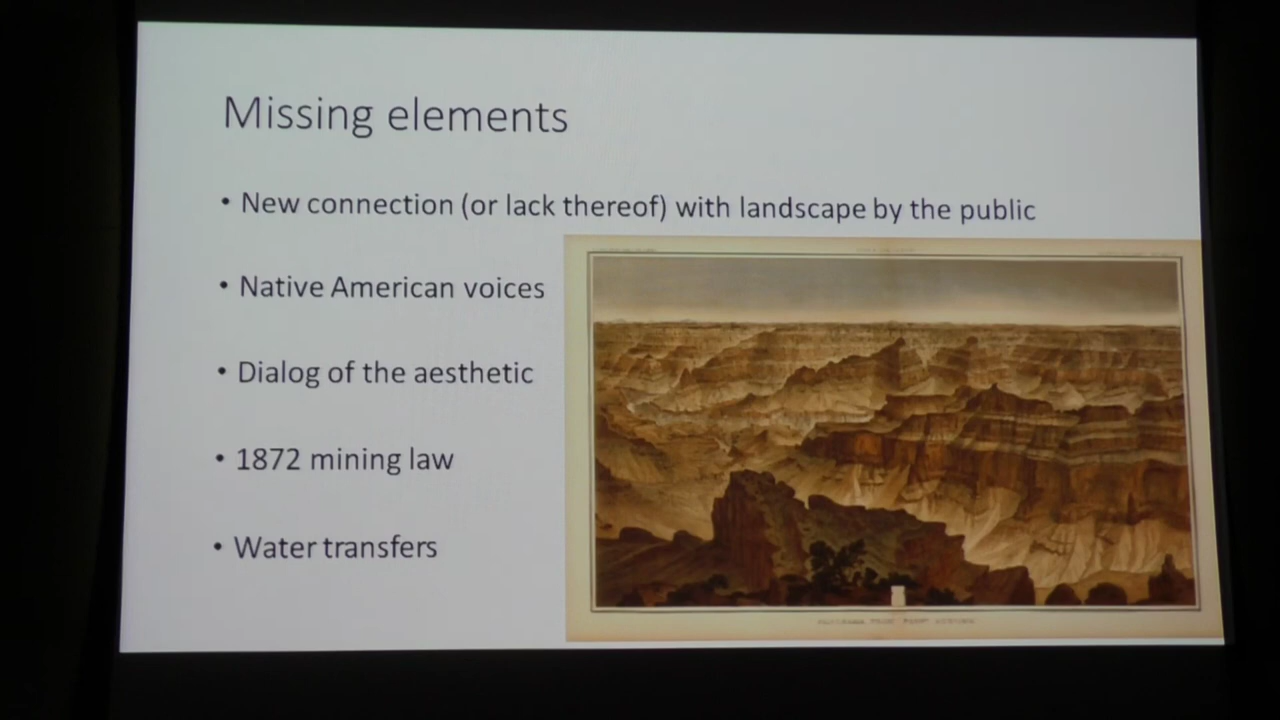 Missing elements
• New connection (or lack thereof) with landscape by the public
• Native American voices
• Dialog of the aesthetic
• 1872 mining law
• Water transfers